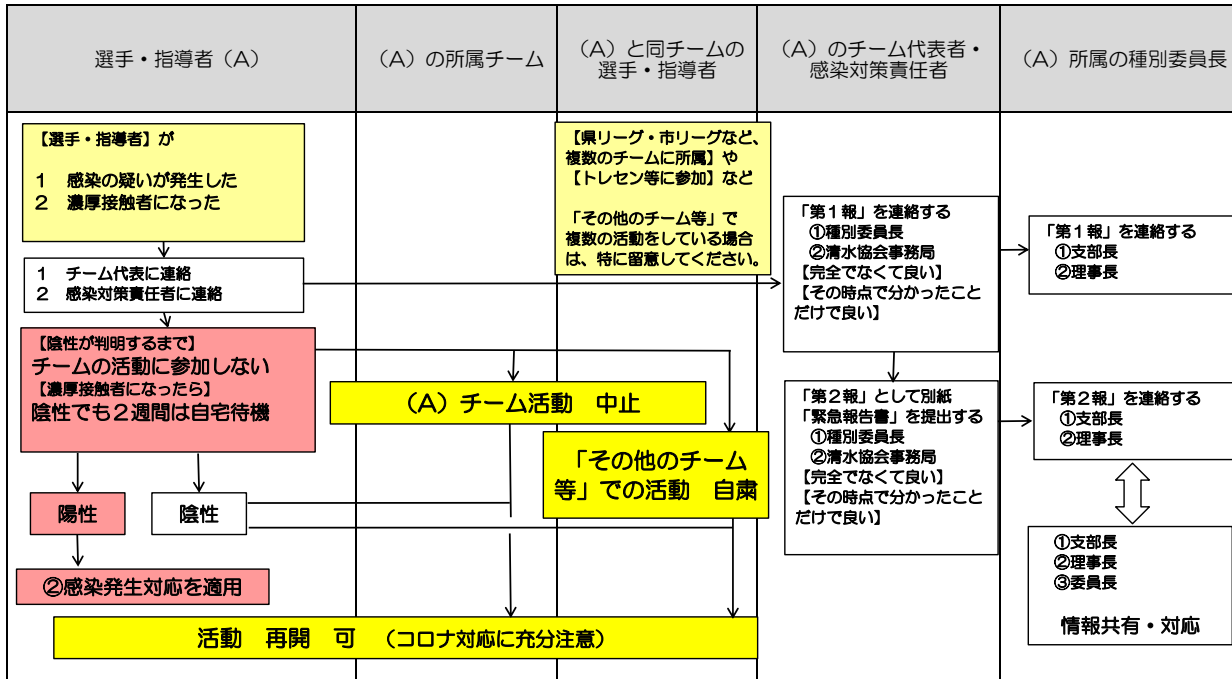 選手・指導者（A）
（A）の所属チーム
（A）と同チームの
選手・指導者
（A）のチーム代表者・
感染対策責任者
（A）所属の種別委員長
【選手・指導者】が
1　感染の疑いが発生した
2　濃厚接触者になった
1　チーム代表に連絡
2　感染対策責任者に連絡
【陰性が判明するまで】
チームの活動に参加しない
【濃厚接触者になったら】
陰性でも2週間は自宅待機
陽性
陰性
②感染発生対応を適用
（A）チーム活動　中止
【県リーグ・市リーグなど、
複数のチームに所属】や
【トレセン等に参加】など
「その他のチーム等」で
複数の活動をしている場合
は、特に留意してください。
「その他のチーム
等」での活動　自粛
活動　再開　可　（コロナ対応に充分注意）
「第1報」を連絡する
①種別委員長
②清水協会事務局
【完全でなくて良い】
【その時点で分かったこと
だけで良い】
「第2報」として別紙
「緊急報告書」を提出する
①種別委員長
②清水協会事務局
【完全でなくて良い】
【その時点で分かったこと
だけで良い】
「第1報」を連絡する
①支部長
②理事長
「第2報」を連絡する
①支部長
②理事長
①支部長
②理事長
③委員長
情報共有・対応